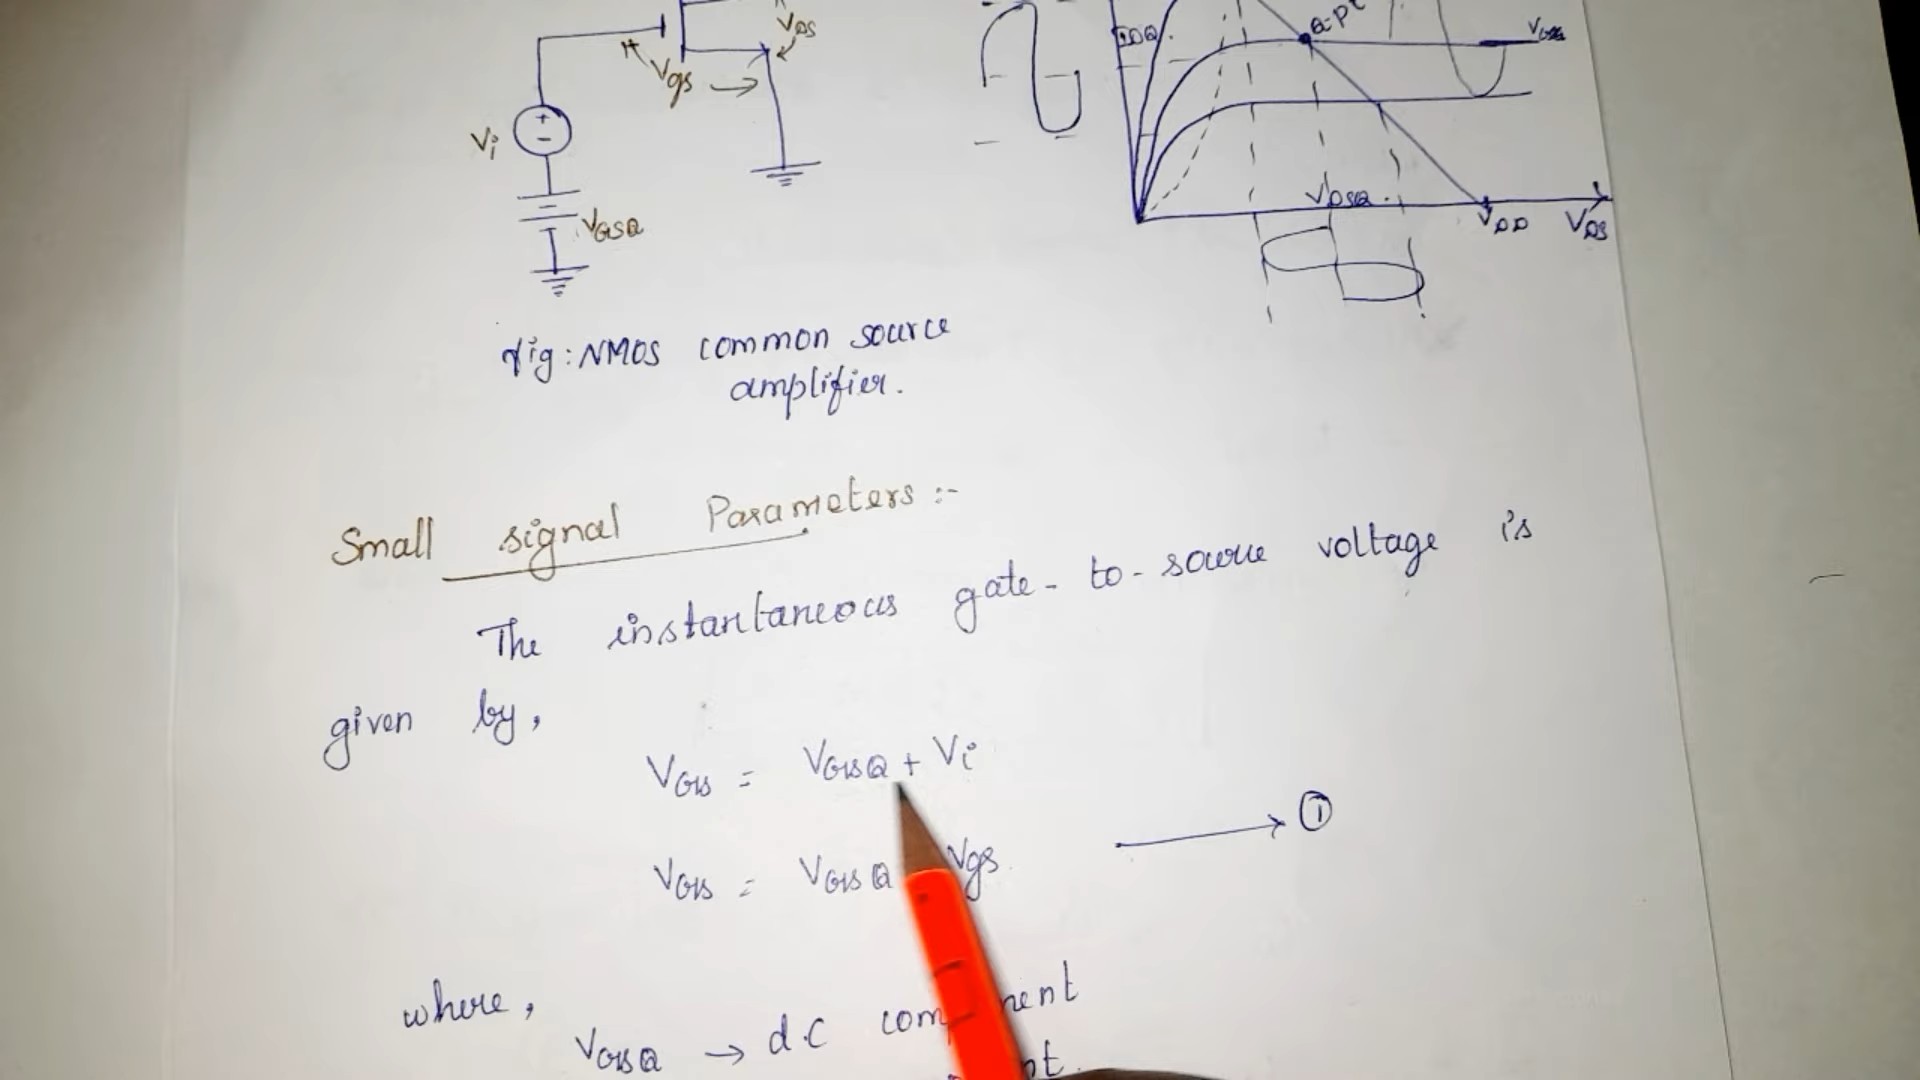 VDS
+
Vgs
Vi
+
-
VGSQ
fig: NMOS common source
amplifier.
IDQ
Q-Pt
VDSQ
VDD
VDS
Small signal Parameters :-
The instantaneous gate-to-source voltage is
given by,
VGS = VGSQ + Vi
VGS = VGSQ Vgs
①
where,
VGSQ → d.C